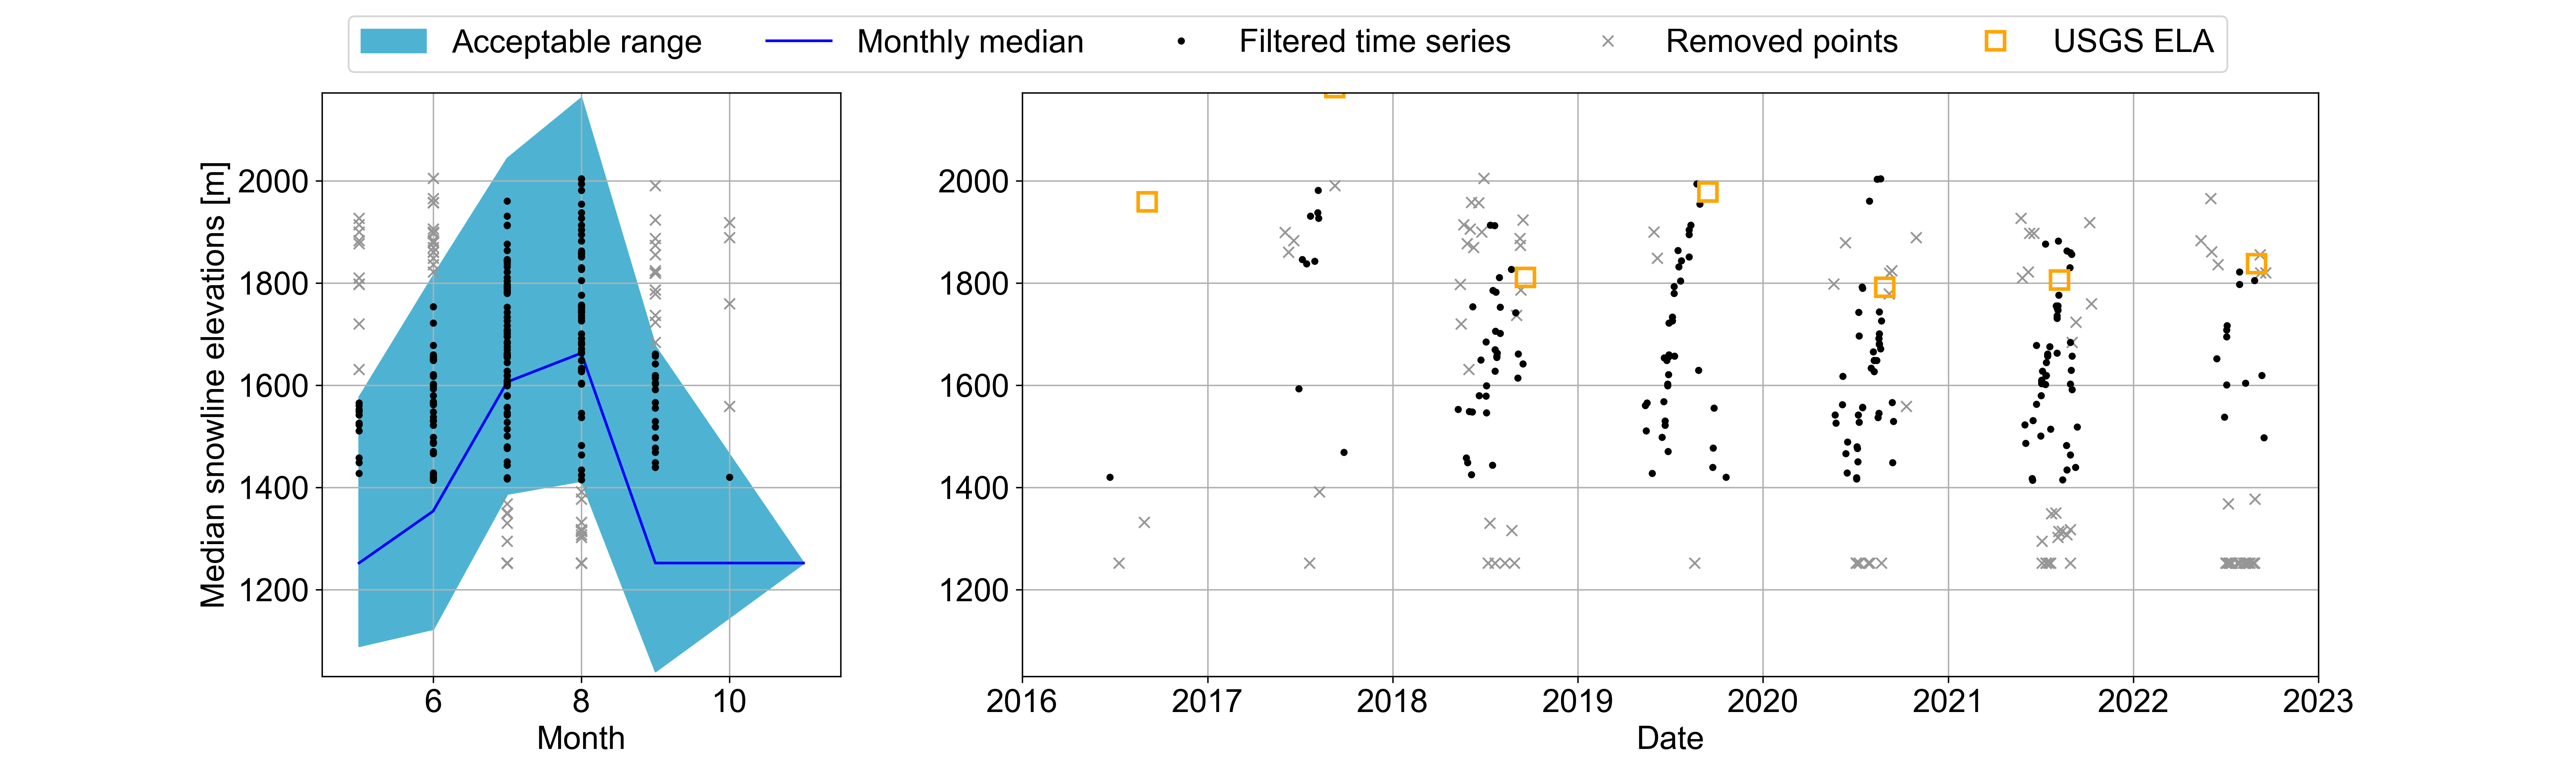 Acceptable range Monthly median Filtered time series Removed points USGS ELA
Median snowline elevations [m]
2000
1800
1600
1400
1200
6 8 10
Month
2000
1800
1600
1400
1200
2016 2017 2018 2019 2020 2021 2022 2023
Date